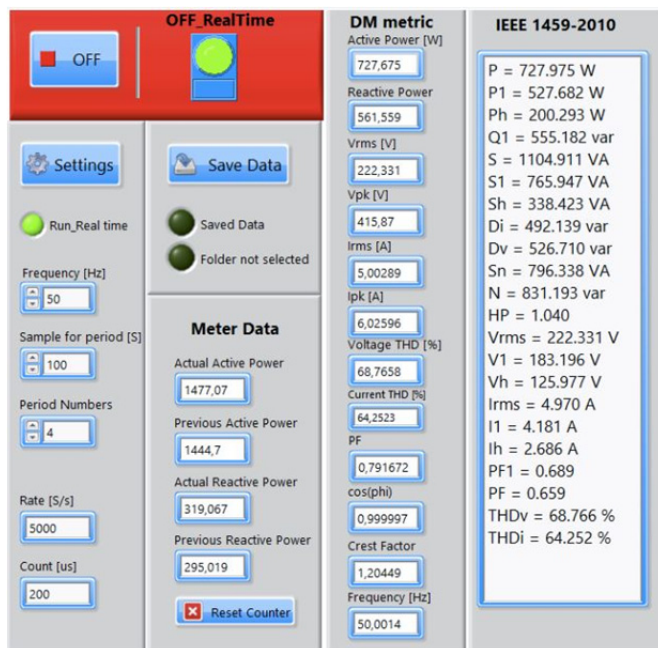 OFF
OFF_RealTime
Settings
Run_Real time
Frequency [Hz]
50
Sample for period [S]
100
Period Numbers
4
Rate [S/s]
5000
Count [us]
200
Save Data
Saved Data
Folder not selected
Meter Data
Actual Active Power
1477,07
Previous Active Power
1444,7
Actual Reactive Power
319,067
Previous Reactive Power
295,019
Reset Counter
DM metric
Active Power [W]
727,675
Reactive Power
561,559
Vrms [V]
222,331
Vpk [V]
415,87
Irms [A]
5,00289
Ipk [A]
6,02596
Voltage THD [%]
68,7658
Current THD [%]
64,2523
PF
0,791672
cos(phi)
0,999997
Crest Factor
1,20449
Frequency [Hz]
50,0014
IEEE 1459-2010
P = 727.975 W
P1 = 527.682 W
Ph = 200.293 W
Q1 = 555.182 var
S = 1104.911 VA
S1 = 765.947 VA
Sh = 338.423 VA
Di = 492.139 var
Dv = 526.710 var
Sn = 796.338 VA
N = 831.193 var
HP = 1.040
Vrms = 222.331 V
V1 = 183.196 V
Vh = 125.977 V
Irms = 4.970 A
I1 = 4.181 A
Ih = 2.686 A
PF1 = 0.689
PF = 0.659
THDv = 68.766 %
THDi = 64.252 %